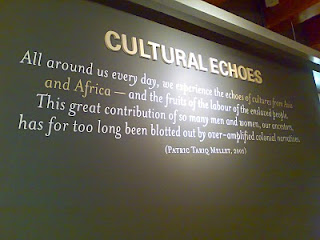 CULTURAL ECHOES
All around us every day, we experience the echoes of cultures from Asia
and Africa – and the fruits of the labour of the enslaved people.
This great contribution of so many men and women, our ancestors,
has for too long been blotted out by over-amplified colonial narratives.
(PATRIC TARIQ MELLET, 2005)